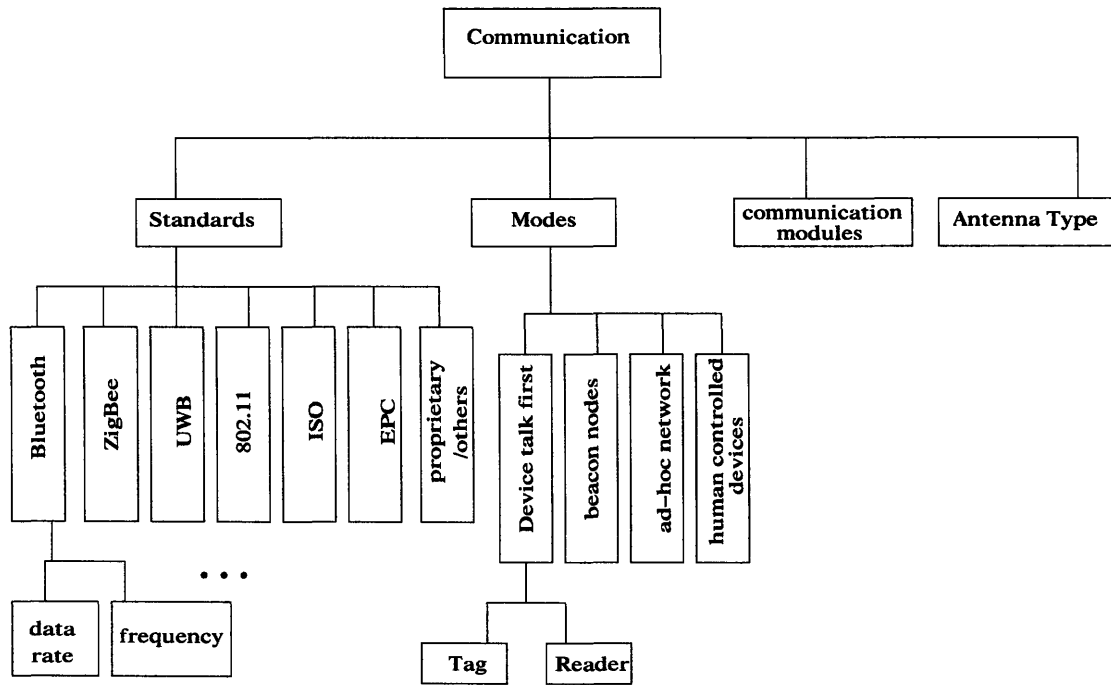 Communication
Standards
Modes
communication
modules
Antenna Type
Bluetooth
ZigBee
UWB
802.11
ISO
EPC
proprietary
/others
Device talk first
beacon nodes
ad-hoc network
human controlled
devices
...
data
rate
frequency
Tag
Reader